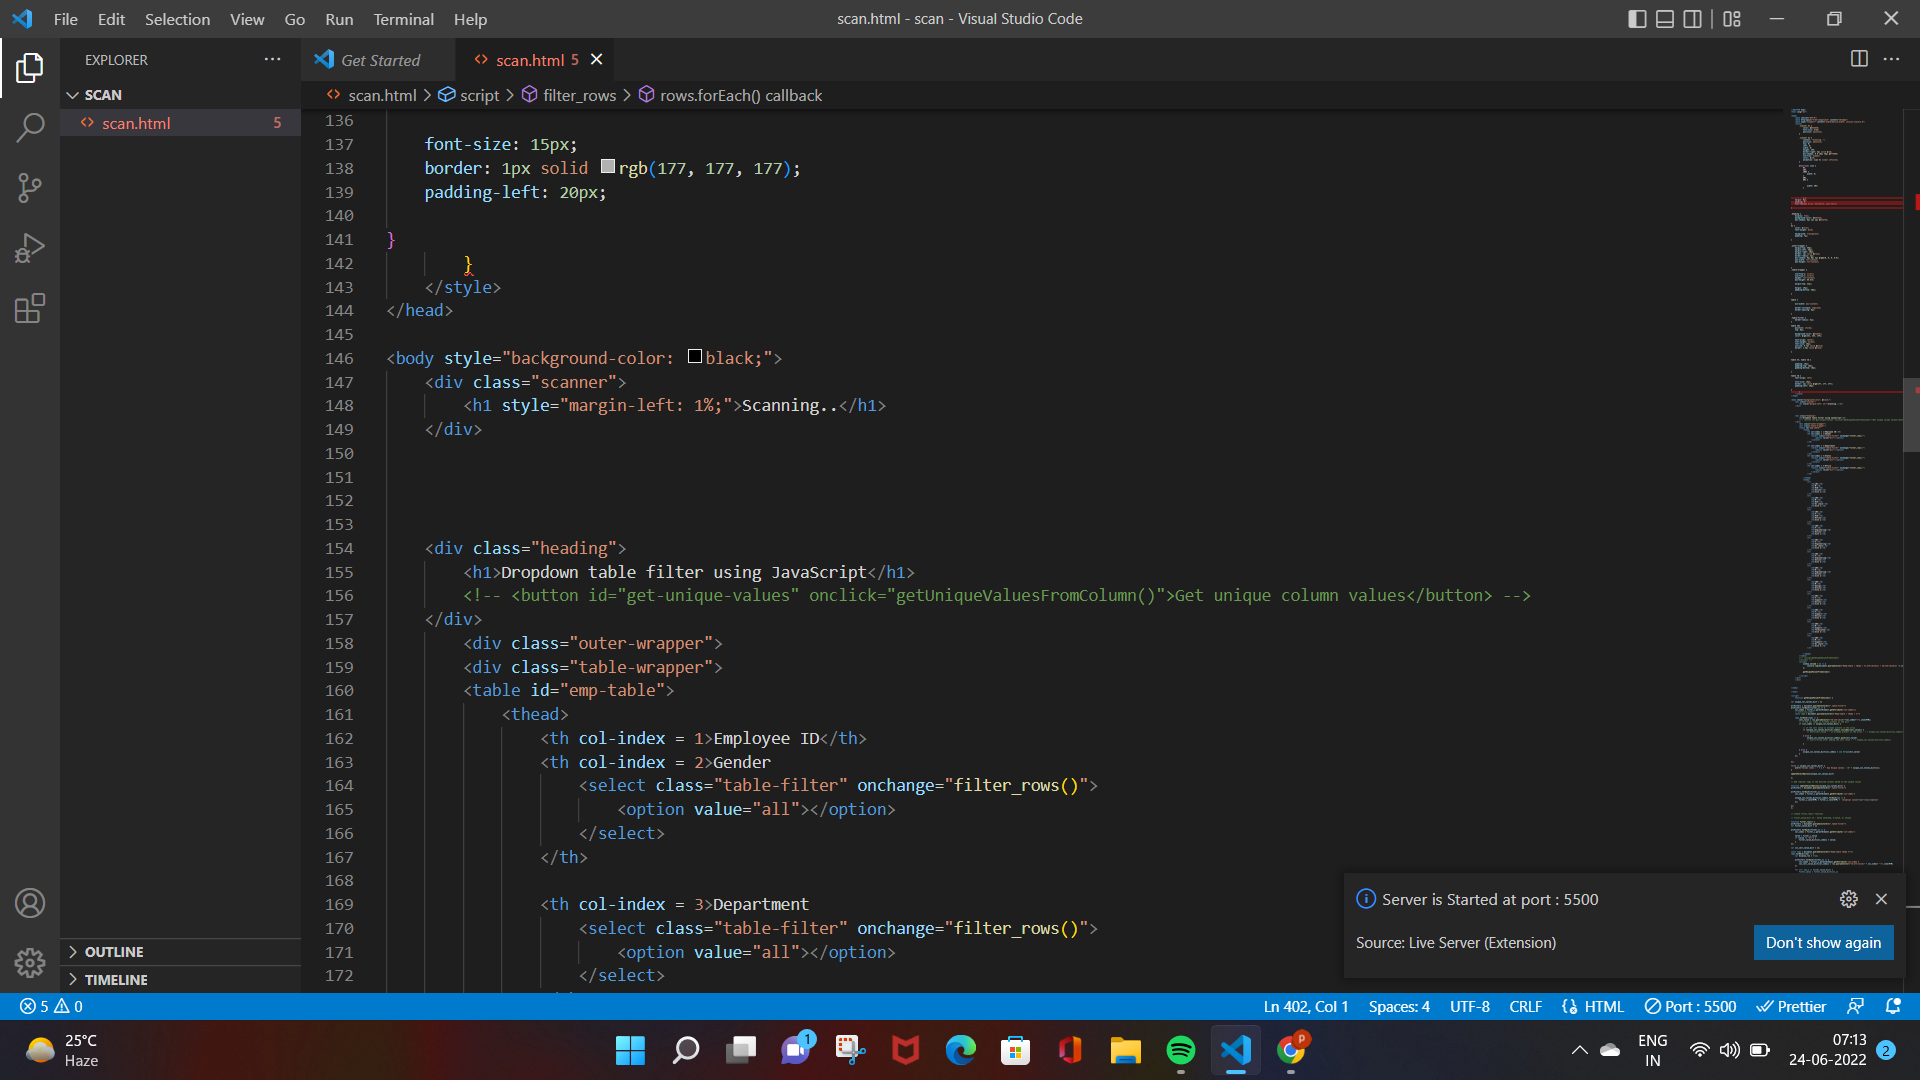 File Edit Selection View Go Run Terminal Help
scan.html - scan - Visual Studio Code
EXPLORER
Get Started
scan.html 5
SCAN
scan.html 5
scan.html > script > filter_rows > rows.forEach() callback
136
137 font-size: 15px;
138 border: 1px solid rgb(177, 177, 177);
139 padding-left: 20px;
140
141 }
142 }
143 </style>
144 </head>
145
146 <body style="background-color: black;">
147 <div class="scanner">
148 <h1 style="margin-left: 1%;">Scanning..</h1>
149 </div>
150
151
152
153
154 <div class="heading">
155 <h1>Dropdown table filter using JavaScript</h1>
156 <!-- <button id="get-unique-values" onclick="getUniqueValuesFromColumn()">Get unique column values</button> -->
157 </div>
158 <div class="outer-wrapper">
159 <div class="table-wrapper">
160 <table id="emp-table">
161 <thead>
162 <th col-index = 1>Employee ID</th>
163 <th col-index = 2>Gender
164 <select class="table-filter" onchange="filter_rows()">
165 <option value="all"></option>
166 </select>
167 </th>
168
169 <th col-index = 3>Department
170 <select class="table-filter" onchange="filter_rows()">
171 <option value="all"></option>
172 </select>
Server is Started at port : 5500
Source: Live Server (Extension)
Don't show again
OUTLINE
TIMELINE
5 0
Ln 402, Col 1 Spaces: 4 UTF-8 CRLF HTML Port : 5500 Prettier
25°C
Haze
1
P
ENG
IN
07:13
24-06-2022
2